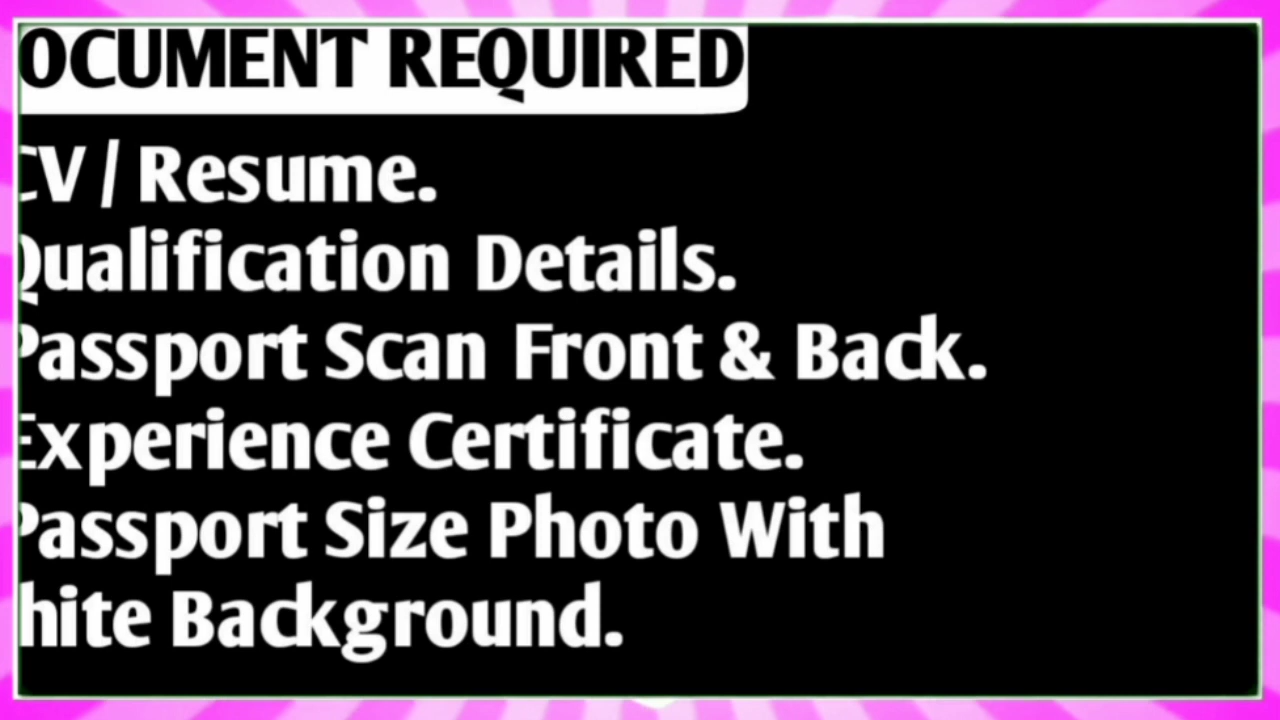 OCUMENT REQUIRED
CV / Resume.
Qualification Details.
Passport Scan Front & Back.
Experience Certificate.
Passport Size Photo With
hite Background.